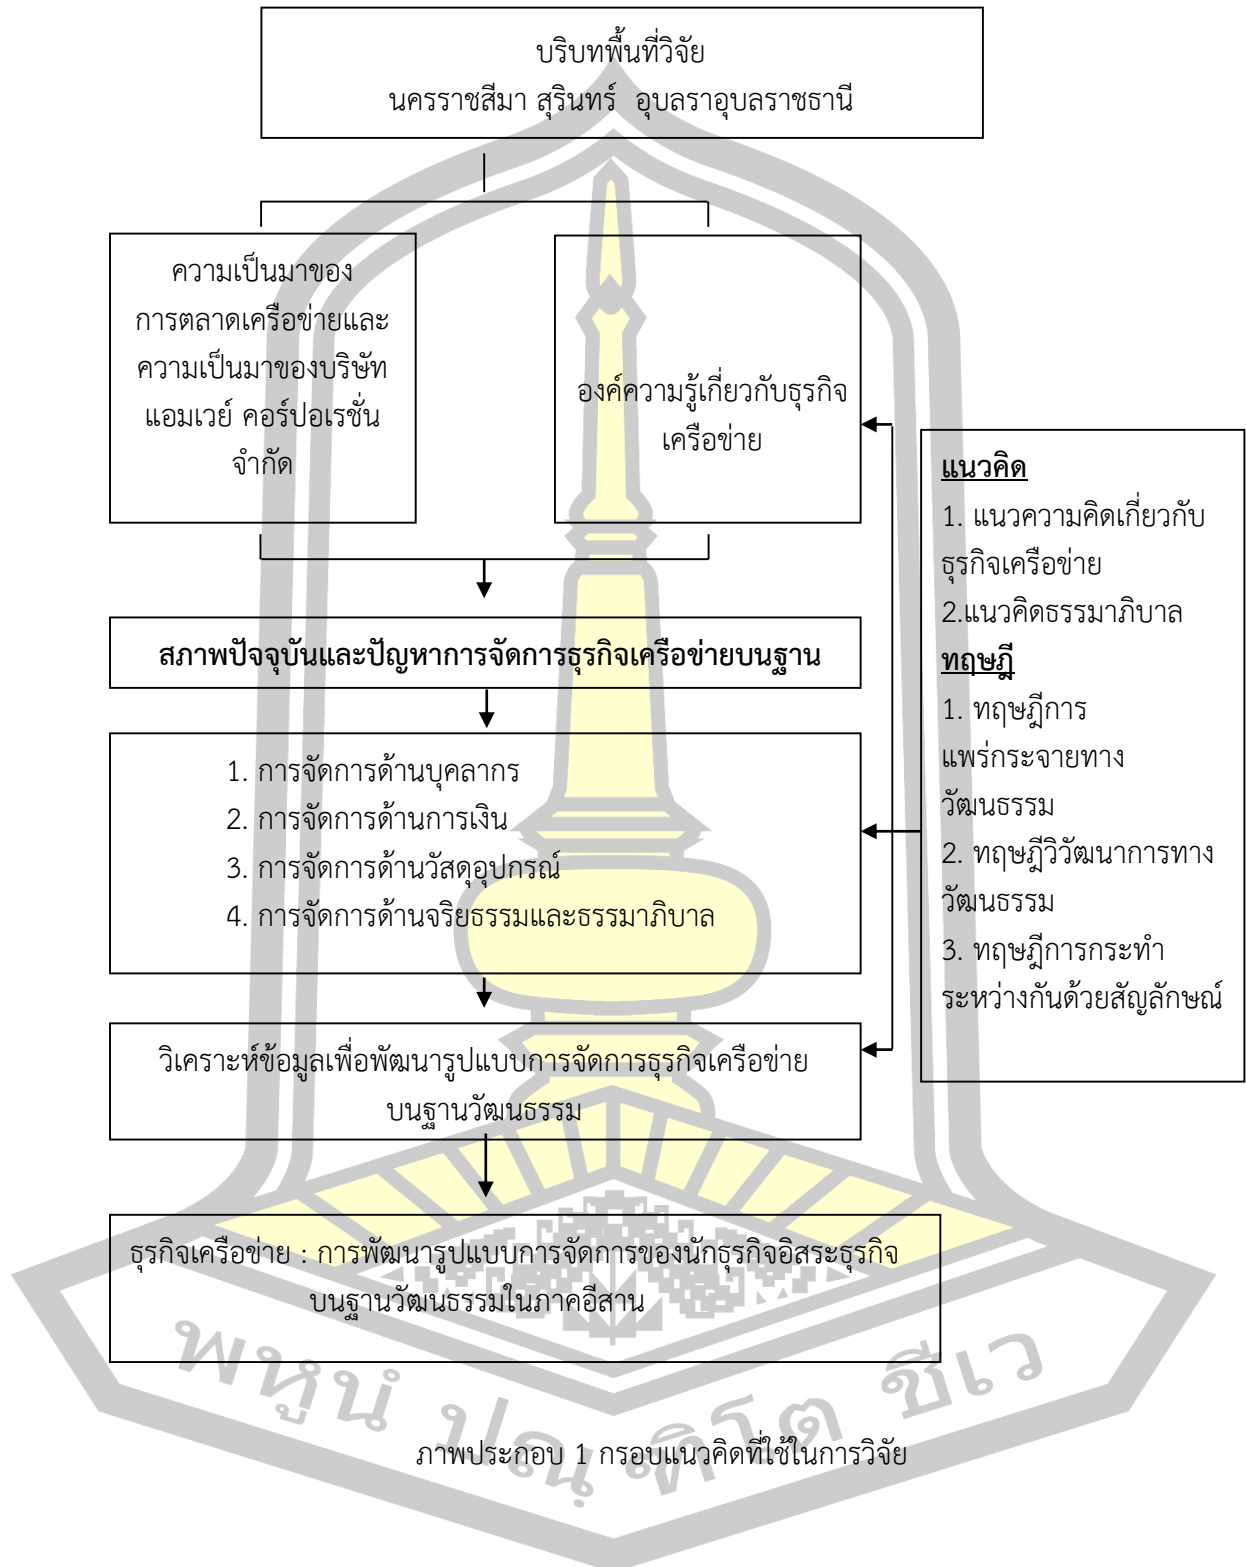 บริบทพื้นที่วิจัย
นครราชสีมา สุรินทร์ อุบลราอุบลราชธานี
ความเป็นมาของ
การตลาดเครือข่ายและ
ความเป็นมาของบริษัท
แอมเวย์ คอร์ปอเรชั่น
จำกัด
องค์ความรู้เกี่ยวกับธุรกิจ
เครือข่าย
แนวคิด
1. แนวความคิดเกี่ยวกับ
ธุรกิจเครือข่าย
2.แนวคิดธรรมาภิบาล
ทฤษฎี
1. ทฤษฎีการ
แพร่กระจายทาง
วัฒนธรรม
2. ทฤษฎีวิวัฒนาการทาง
วัฒนธรรม
3. ทฤษฎีการกระทำ
ระหว่างกันด้วยสัญลักษณ์
สภาพปัจจุบันและปัญหาการจัดการธุรกิจเครือข่ายบนฐาน
1. การจัดการด้านบุคลากร
2. การจัดการด้านการเงิน
3. การจัดการด้านวัสดุอุปกรณ์
4. การจัดการด้านจริยธรรมและธรรมาภิบาล
วิเคราะห์ข้อมูลเพื่อพัฒนารูปแบบการจัดการธุรกิจเครือข่าย
บนฐานวัฒนธรรม
ธุรกิจเครือข่าย : การพัฒนารูปแบบการจัดการของนักธุรกิจอิสระธุรกิจ
บนฐานวัฒนธรรมในภาคอีสาน
พหูนํ ปณฺฑิโต ชีเว
ภาพประกอบ 1 กรอบแนวคิดที่ใช้ในการวิจัย